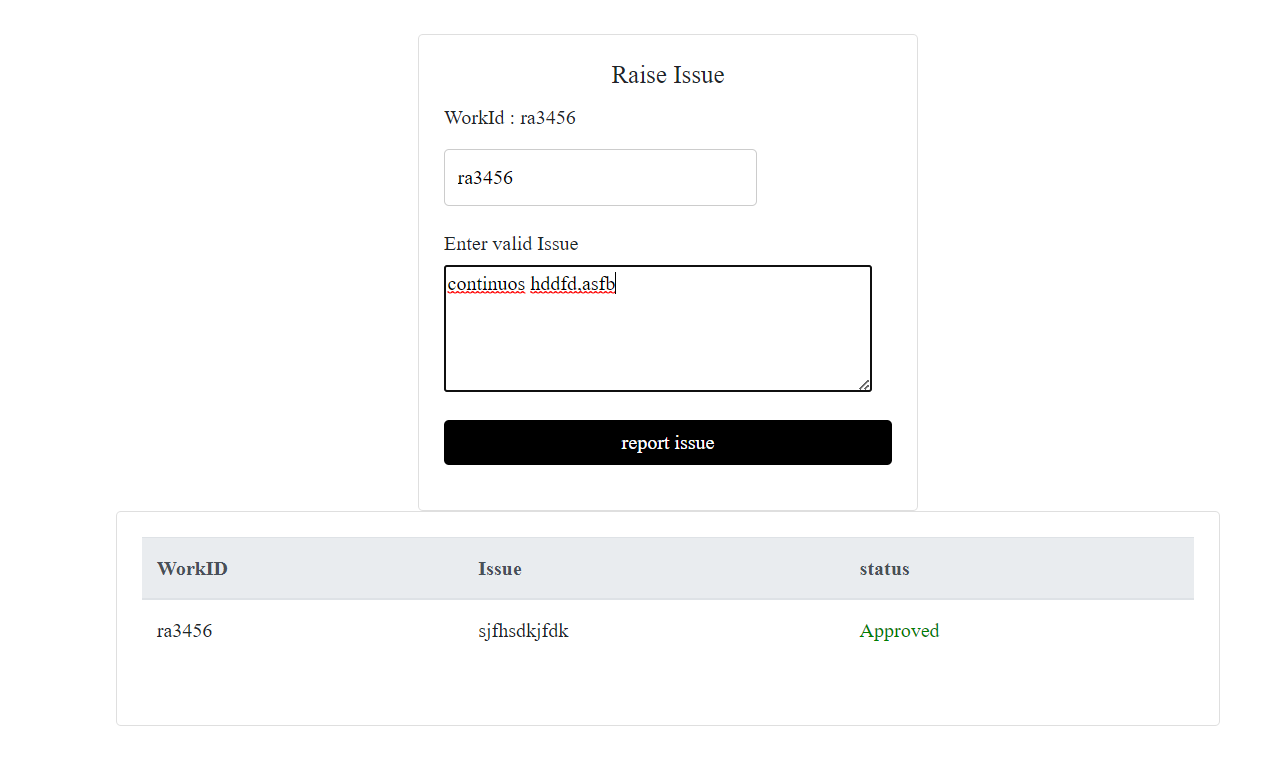 Raise Issue
WorkId : ra3456
ra3456
Enter valid Issue
continuos hddfd,asfb
report issue
WorkID Issue status
ra3456 sjfhsdkjfdk Approved